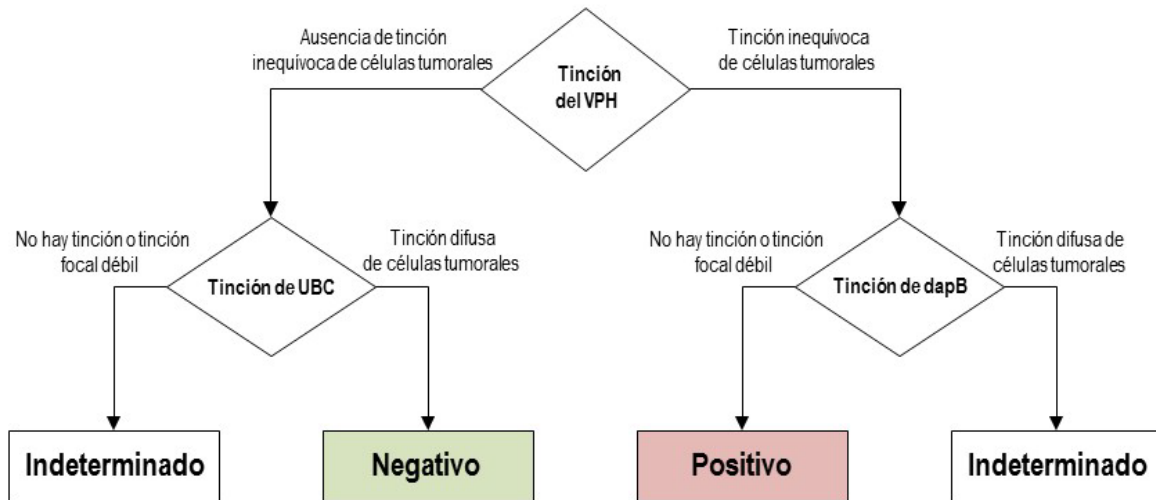 Ausencia de tinción
inequívoca de células tumorales
Tinción inequívoca
de células tumorales
Tinción
del VPH
No hay tinción o tinción
focal débil
Tinción difusa
de células tumorales
Tinción de UBC
No hay tinción o tinción
focal débil
Tinción difusa de
células tumorales
Tinción de dapB
Indeterminado
Negativo
Positivo
Indeterminado